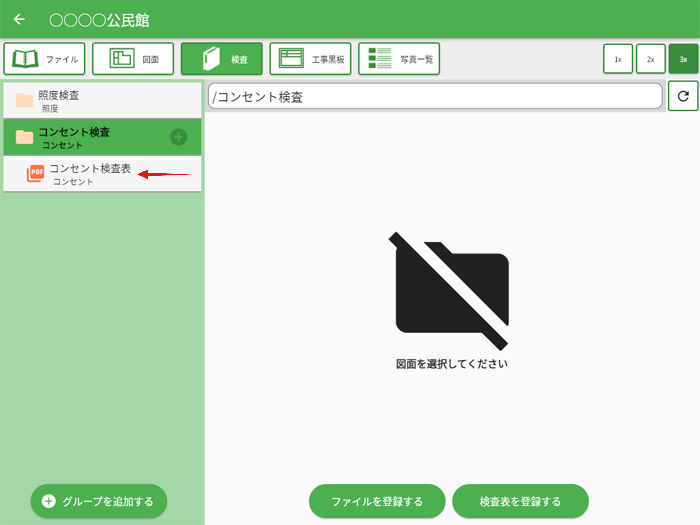 〇〇〇〇公民館
ファイル
図面
検査
工事黒板
写真一覧
1x
2x
3x
照度検査
照度
コンセント検査
コンセント
PDF
コンセント検査表
コンセント
/コンセント検査
図面を選択してください
グループを追加する
ファイルを登録する
検査表を登録する